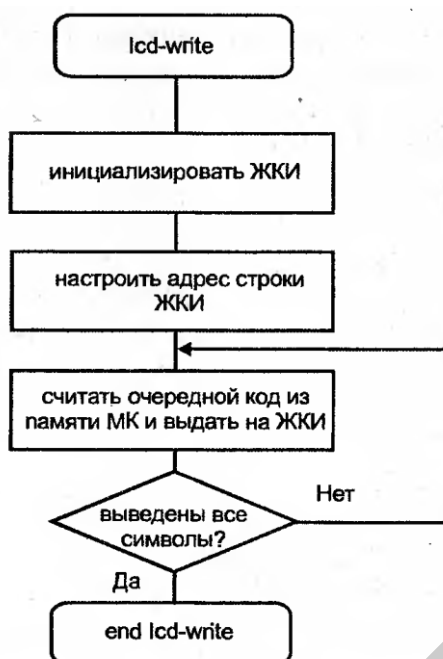 lcd-write
инициализировать ЖКИ
настроить адрес строки
ЖКИ
считать очередной код из
памяти МК и выдать на ЖКИ
выведены все
символы?
Нет
Да
end lcd-write